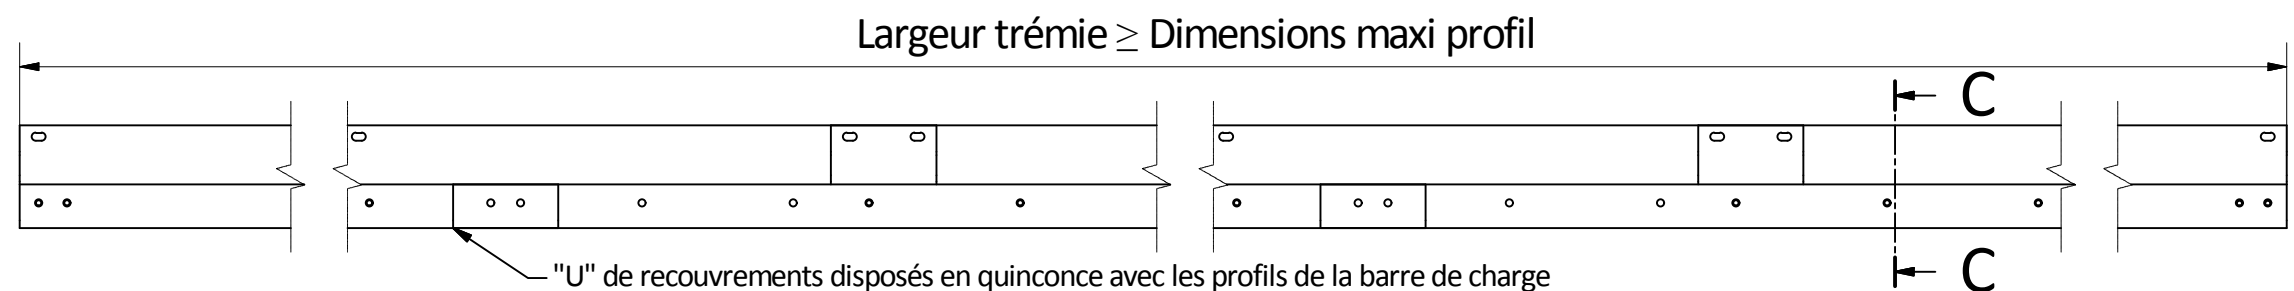 Largeur trémie ≥ Dimensions maxi profil
C
"U" de recouvrements disposés en quinconce avec les profils de la barre de charge
C